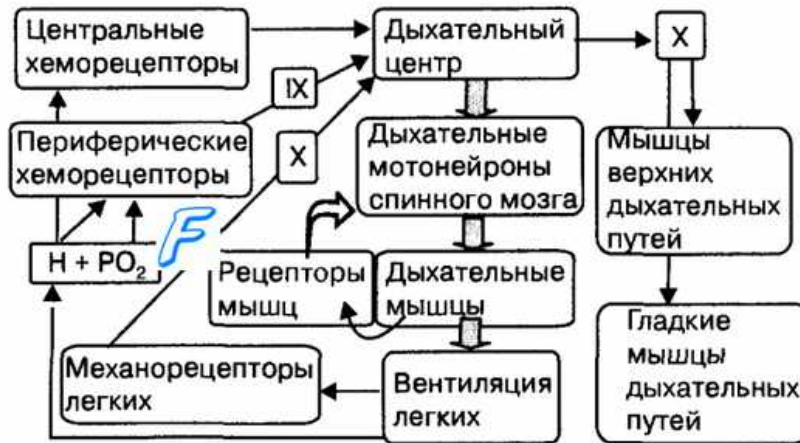 Центральные
хеморецепторы
Дыхательный
центр
X
IX
Периферические
хеморецепторы
X
Дыхательные
мотонейроны
спинного мозга
Мышцы
верхних
дыхательных
путей
H + PO₂
F
Рецепторы
мышц
Дыхательные
мышцы
Гладкие
мышцы
дыхательных
путей
Механорецепторы
легких
Вентиляция
легких